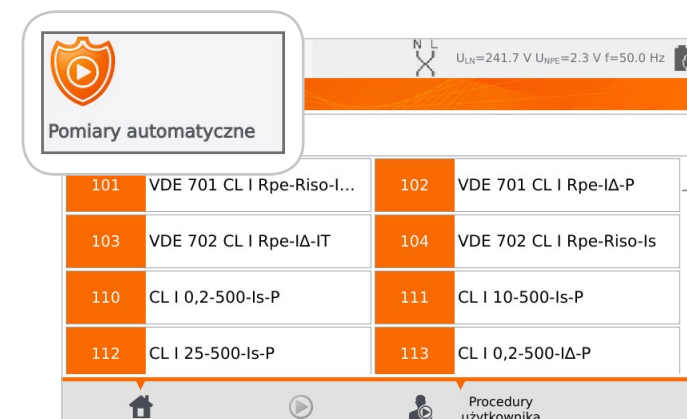 N L
U_LN=241.7 V U_NPE=2.3 V f=50.0 Hz
Pomiary automatyczne
101 VDE 701 CL I Rpe-Riso-I...
102 VDE 701 CL I Rpe-IΔ-P
103 VDE 702 CL I Rpe-IΔ-IT
104 VDE 702 CL I Rpe-Riso-Is
110 CL I 0,2-500-Is-P
111 CL I 10-500-Is-P
112 CL I 25-500-Is-P
113 CL I 0,2-500-IΔ-P
Procedury
użytkownika